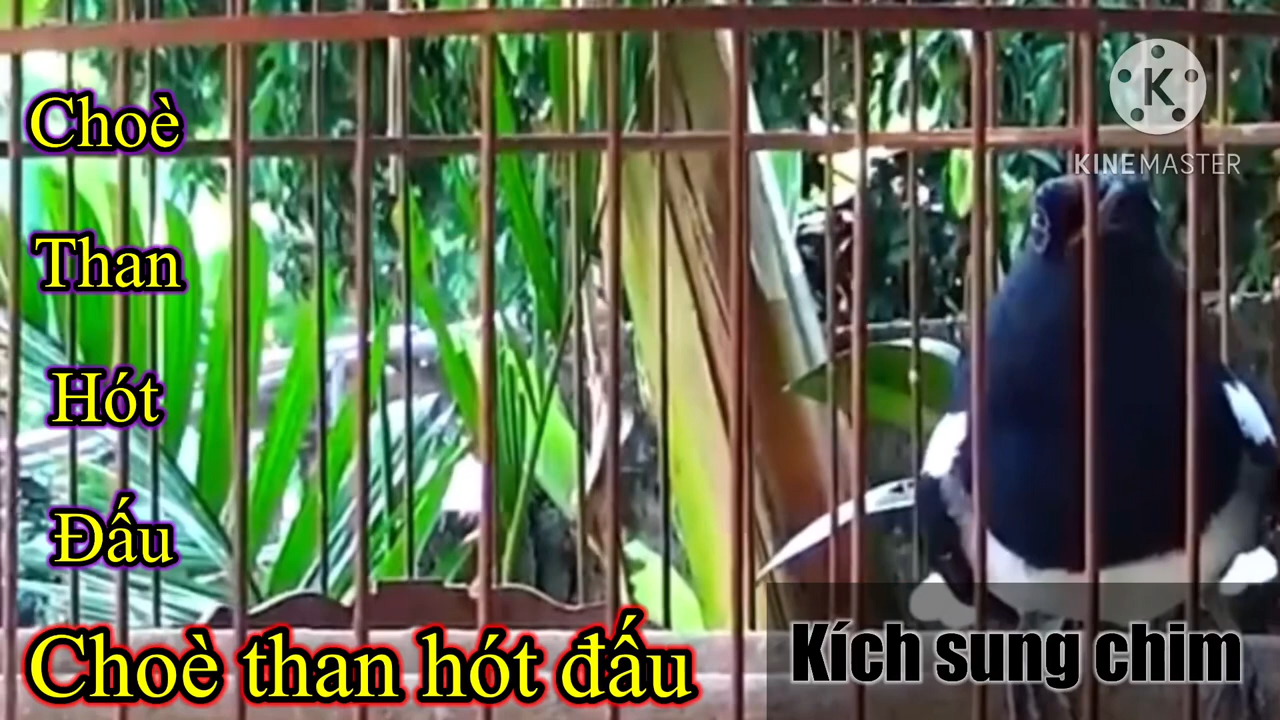 Choè
Than
Hót
Đấu
Choè than hót đấu
K
KINEMASTER
Kích sung chim